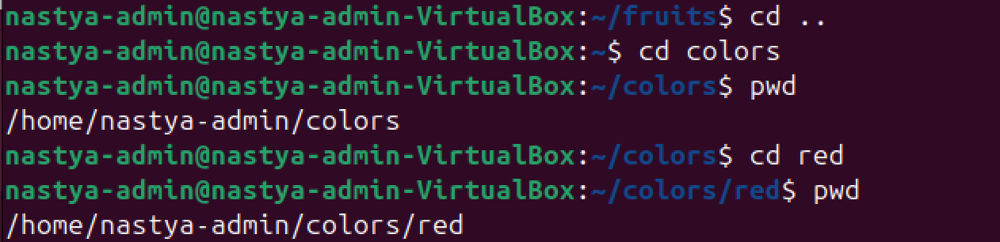 nastya-admin@nastya-admin-VirtualBox:~/fruits$ cd ..
nastya-admin@nastya-admin-VirtualBox:~$ cd colors
nastya-admin@nastya-admin-VirtualBox:~/colors$ pwd
/home/nastya-admin/colors
nastya-admin@nastya-admin-VirtualBox:~/colors$ cd red
nastya-admin@nastya-admin-VirtualBox:~/colors/red$ pwd
/home/nastya-admin/colors/red